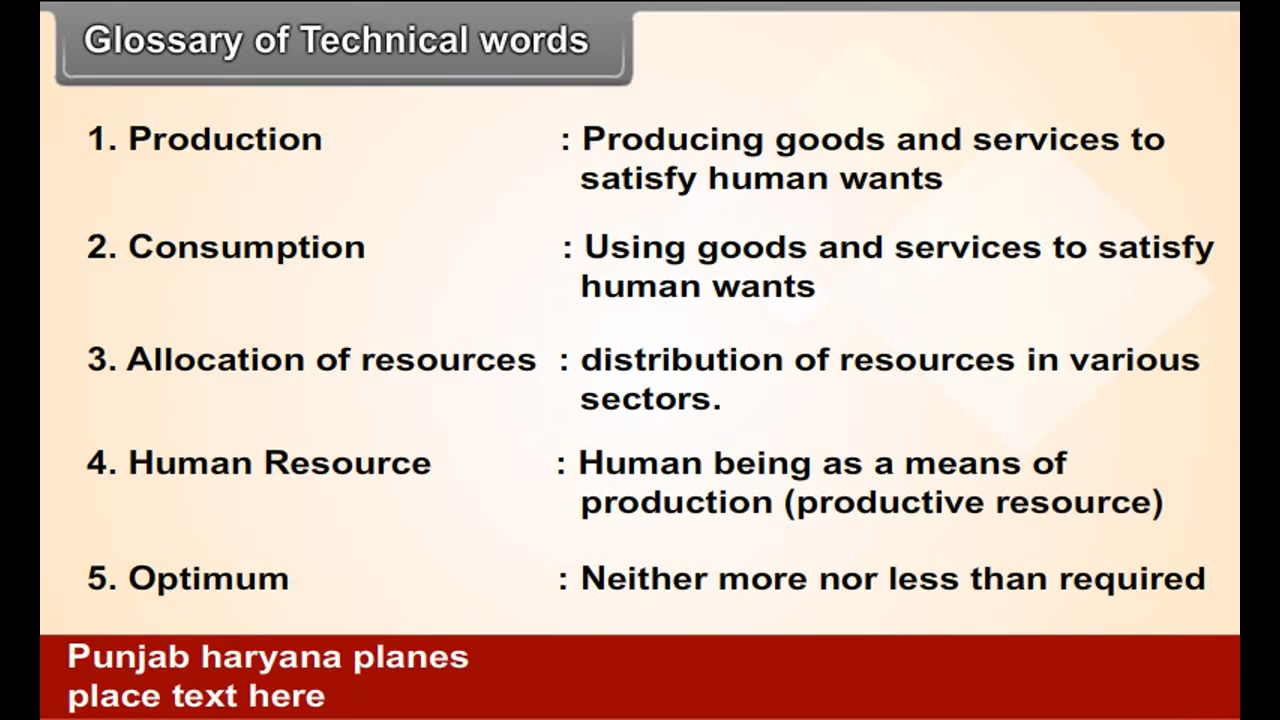 Glossary of Technical words
1. Production : Producing goods and services to
satisfy human wants
2. Consumption : Using goods and services to satisfy
human wants
3. Allocation of resources : distribution of resources in various
sectors.
4. Human Resource : Human being as a means of
production (productive resource)
5. Optimum : Neither more nor less than required
Punjab haryana planes
place text here